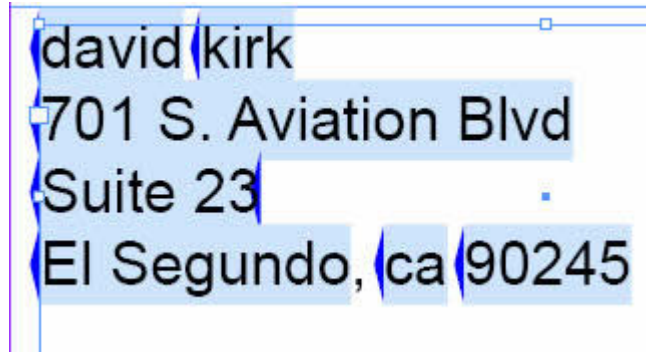 david kirk
701 S. Aviation Blvd
Suite 23
El Segundo, ca 90245